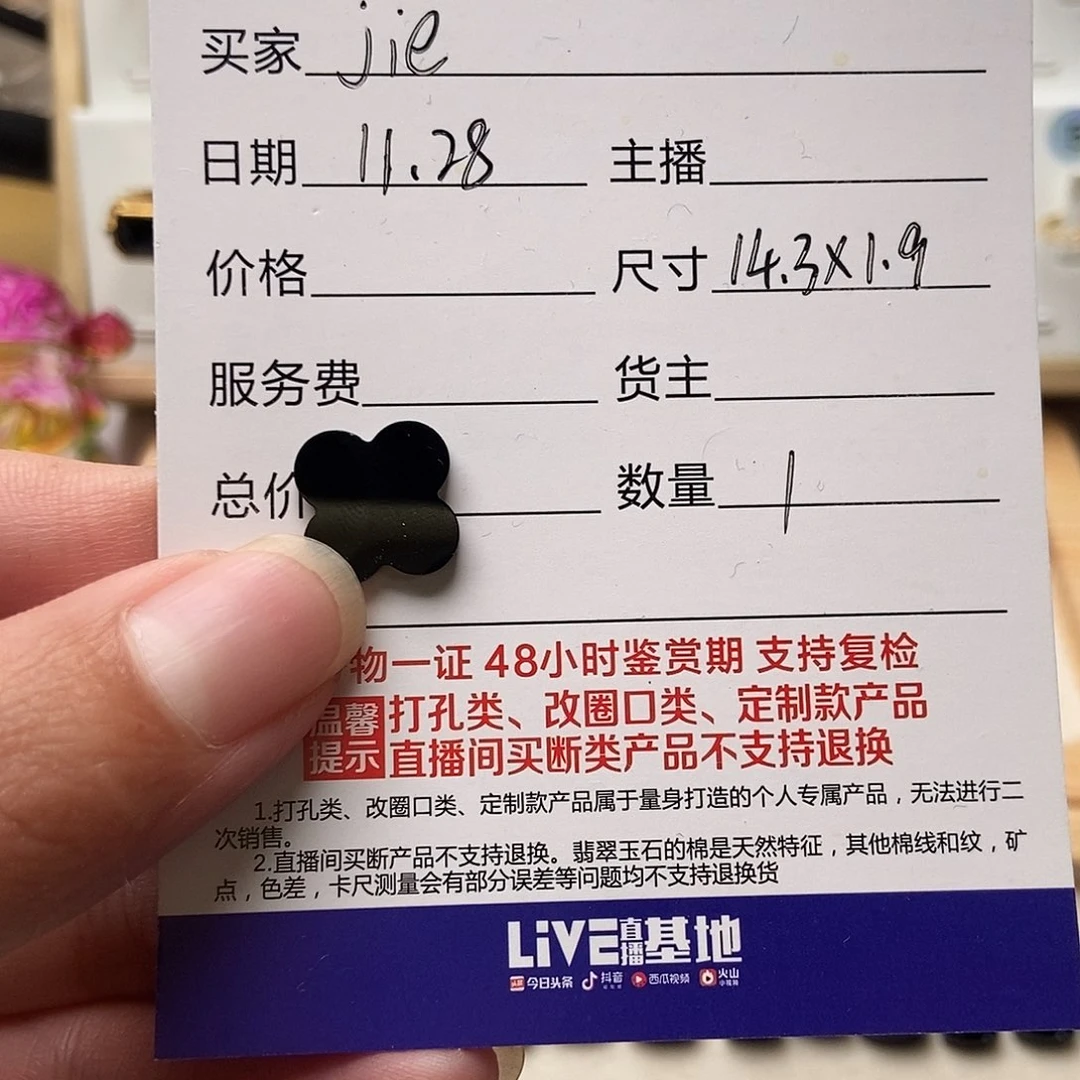 买家 jie
日期 11.28 主播
价格 尺寸 14.3X1.9
服务费 货主
总价 数量 1
物一证 48小时鉴赏期 支持复检
温馨提示
打孔类、改圈口类、定制款产品
直播间买断类产品不支持退换
1.打孔类、改圈口类、定制款产品属于量身打造的个人专属产品，无法进行二
次销售。
2.直播间买断产品不支持退换。翡翠玉石的棉是天然特征，其他棉线和纹，矿
点，色差，卡尺测量会有部分误差等问题均不支持退换货
LiVE直播基地
今日头条 抖音 西瓜视频 火山